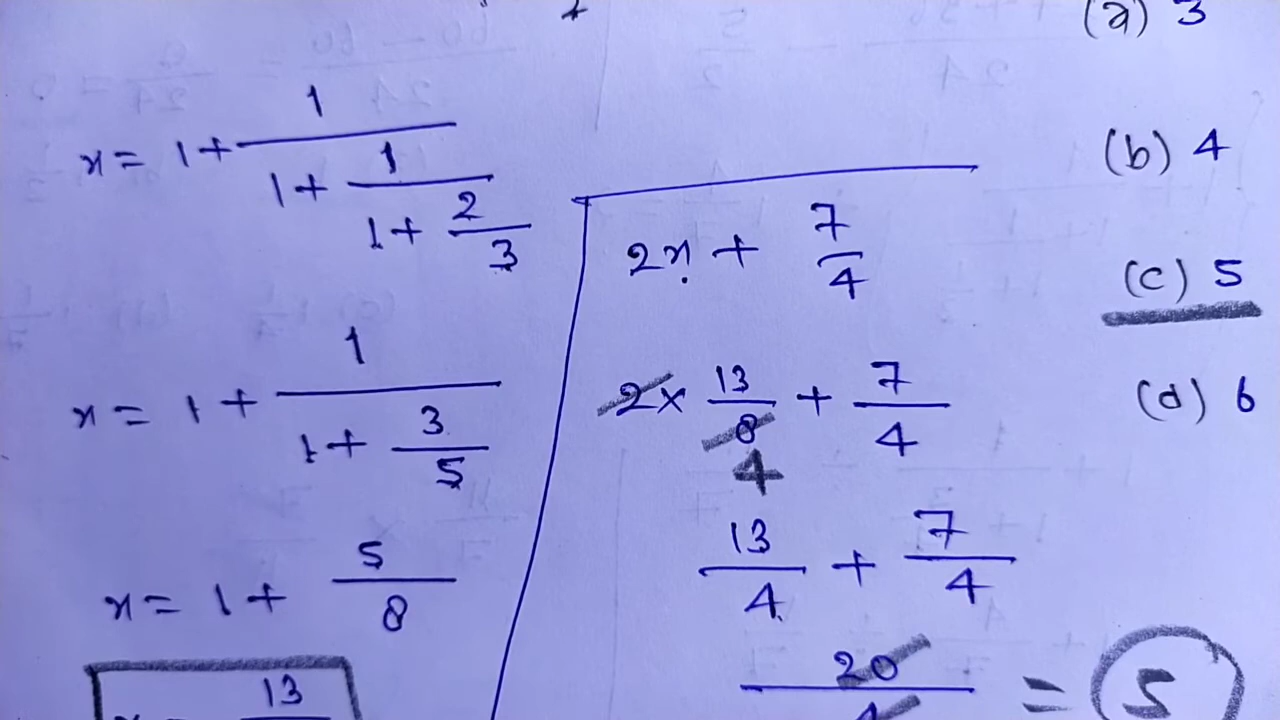 x = 1 + 1/(1 + 1/(1 + 2/3))
x = 1 + 1/(1 + 3/5)
x = 1 + 5/8
13
2x + 7/4
2 × 13/8 + 7/4
4
13/4 + 7/4
20/4 = 5
(a) 3
(b) 4
(c) 5
(d) 6